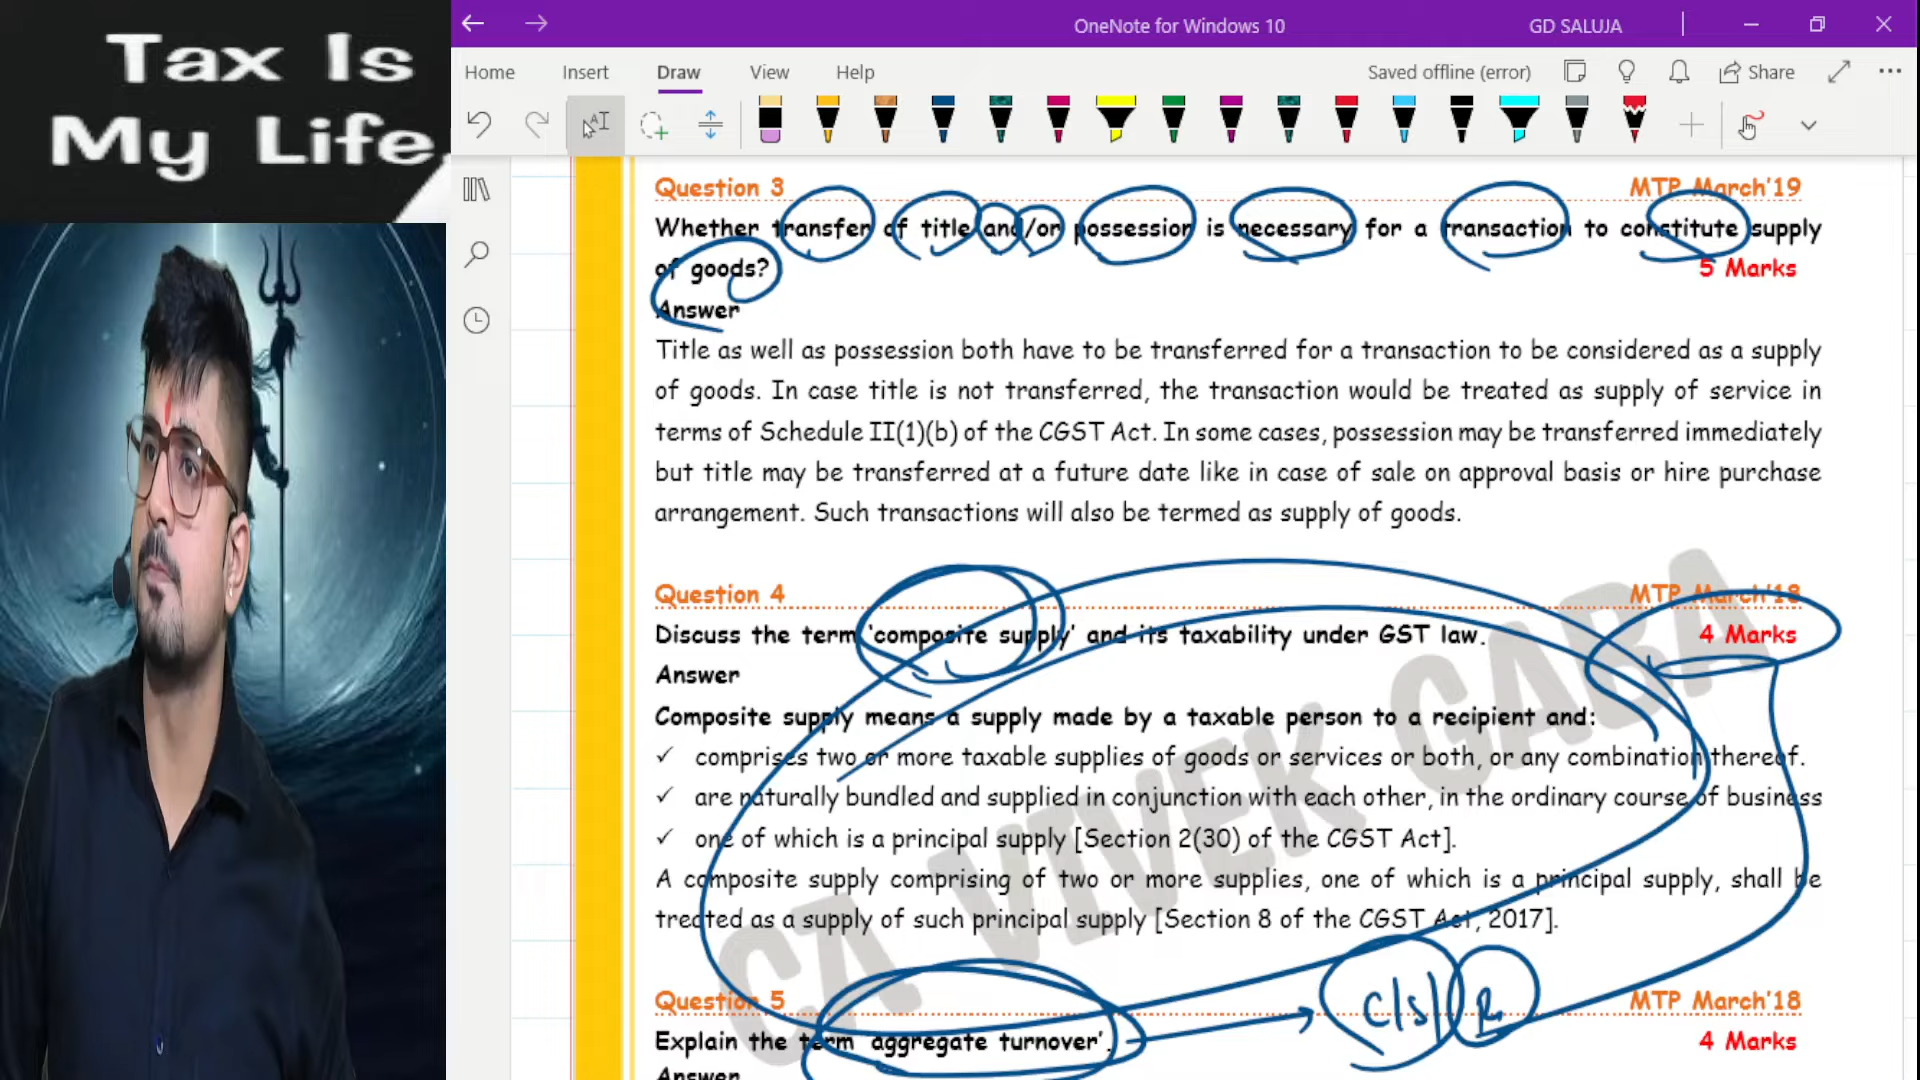 Tax Is
My Life.
OneNote for Windows 10
GD SALUJA
Home Insert Draw View Help
Saved offline (error)
Share
Question 3 MTP March'19
Whether transfer of title and/or possession is necessary for a transaction to constitute supply
of goods? 5 Marks
Answer
Title as well as possession both have to be transferred for a transaction to be considered as a supply
of goods. In case title is not transferred, the transaction would be treated as supply of service in
terms of Schedule II(1)(b) of the CGST Act. In some cases, possession may be transferred immediately
but title may be transferred at a future date like in case of sale on approval basis or hire purchase
arrangement. Such transactions will also be termed as supply of goods.
Question 4 MTP March'18
Discuss the term 'composite supply' and its taxability under GST law. 4 Marks
Answer
Composite supply means a supply made by a taxable person to a recipient and:
✓ comprises two or more taxable supplies of goods or services or both, or any combination thereof.
✓ are naturally bundled and supplied in conjunction with each other, in the ordinary course of business
✓ one of which is a principal supply [Section 2(30) of the CGST Act].
A composite supply comprising of two or more supplies, one of which is a principal supply, shall be
treated as a supply of such principal supply [Section 8 of the CGST Act, 2017].
CA VIVEK GABA
Question 5 MTP March'18
Explain the term 'aggregate turnover'. 4 Marks
Answer